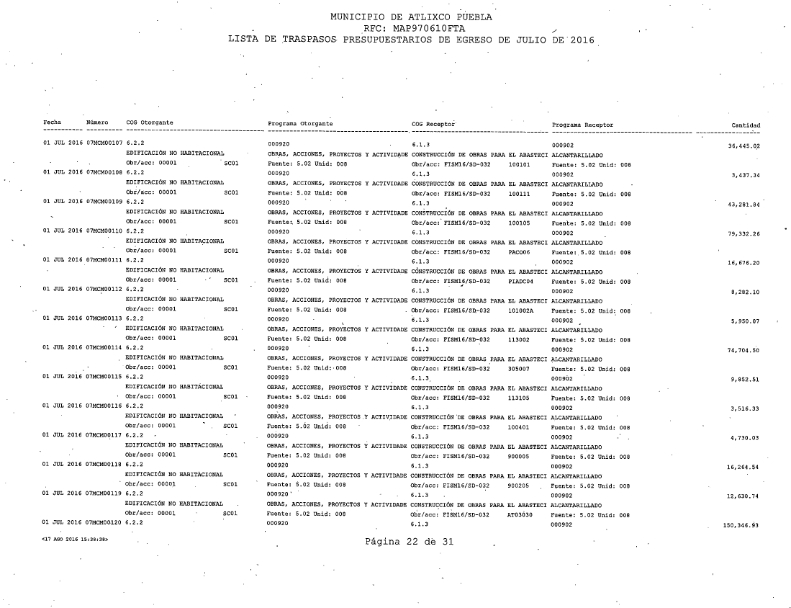 MUNICIPIO DE ATLIXCO PUEBLA
RFC: MAP970610FTA
LISTA DE TRASPASOS PRESUPUESTARIOS DE EGRESO DE JULIO DE 2016
Fecha Número COG Otorgante Programa Otorgante COG Receptor Programa Receptor Cantidad
01 JUL 2016 07MCM00107 6.2.2 000920 6.1.3 000902 36,445.02
EDIFICACIÓN NO HABITACIONAL OBRAS, ACCIONES, PROYECTOS Y ACTIVIDADE CONSTRUCCIÓN DE OBRAS PARA EL ABASTECI ALCANTARILLADO
Obr/acc: 00001 SC01 Fuente: 5.02 Unid: 008 Obr/acc: FISM16/SD-032 100101 Fuente: 5.02 Unid: 008
01 JUL 2016 07MCM00108 6.2.2 000920 6.1.3 000902 3,437.34
EDIFICACIÓN NO HABITACIONAL OBRAS, ACCIONES, PROYECTOS Y ACTIVIDADE CONSTRUCCIÓN DE OBRAS PARA EL ABASTECI ALCANTARILLADO
Obr/acc: 00001 SC01 Fuente: 5.02 Unid: 008 Obr/acc: FISM16/SD-032 100111 Fuente: 5.02 Unid: 008
01 JUL 2016 07MCM00109 6.2.2 000920 6.1.3 000902 43,281.84
EDIFICACIÓN NO HABITACIONAL OBRAS, ACCIONES, PROYECTOS Y ACTIVIDADE CONSTRUCCIÓN DE OBRAS PARA EL ABASTECI ALCANTARILLADO
Obr/acc: 00001 SC01 Fuente: 5.02 Unid: 008 Obr/acc: FISM16/SD-032 100305 Fuente: 5.02 Unid: 008
01 JUL 2016 07MCM00110 6.2.2 000920 6.1.3 000902 79,332.26
EDIFICACIÓN NO HABITACIONAL OBRAS, ACCIONES, PROYECTOS Y ACTIVIDADE CONSTRUCCIÓN DE OBRAS PARA EL ABASTECI ALCANTARILLADO
Obr/acc: 00001 SC01 Fuente: 5.02 Unid: 008 Obr/acc: FISM16/SD-032 PAC006 Fuente: 5.02 Unid: 008
01 JUL 2016 07MCM00111 6.2.2 000920 6.1.3 000902 16,676.20
EDIFICACIÓN NO HABITACIONAL OBRAS, ACCIONES, PROYECTOS Y ACTIVIDADE CONSTRUCCIÓN DE OBRAS PARA EL ABASTECI ALCANTARILLADO
Obr/acc: 00001 SC01 Fuente: 5.02 Unid: 008 Obr/acc: FISM16/SD-032 PIADC04 Fuente: 5.02 Unid: 008
01 JUL 2016 07MCM00112 6.2.2 000920 6.1.3 000902 8,282.10
EDIFICACIÓN NO HABITACIONAL OBRAS, ACCIONES, PROYECTOS Y ACTIVIDADE CONSTRUCCIÓN DE OBRAS PARA EL ABASTECI ALCANTARILLADO
Obr/acc: 00001 SC01 Fuente: 5.02 Unid: 008 Obr/acc: FISM16/SD-032 101002A Fuente: 5.02 Unid: 008
01 JUL 2016 07MCM00113 6.2.2 000920 6.1.3 000902 5,950.07
EDIFICACIÓN NO HABITACIONAL OBRAS, ACCIONES, PROYECTOS Y ACTIVIDADE CONSTRUCCIÓN DE OBRAS PARA EL ABASTECI ALCANTARILLADO
Obr/acc: 00001 SC01 Fuente: 5.02 Unid: 008 Obr/acc: FISM16/SD-032 113002 Fuente: 5.02 Unid: 008
01 JUL 2016 07MCM00114 6.2.2 000920 6.1.3 000902 74,704.50
EDIFICACIÓN NO HABITACIONAL OBRAS, ACCIONES, PROYECTOS Y ACTIVIDADE CONSTRUCCIÓN DE OBRAS PARA EL ABASTECI ALCANTARILLADO
Obr/acc: 00001 SC01 Fuente: 5.02 Unid: 008 Obr/acc: FISM16/SD-032 305007 Fuente: 5.02 Unid: 008
01 JUL 2016 07MCM00115 6.2.2 000920 6.1.3 000902 9,852.51
EDIFICACIÓN NO HABITACIONAL OBRAS, ACCIONES, PROYECTOS Y ACTIVIDADE CONSTRUCCIÓN DE OBRAS PARA EL ABASTECI ALCANTARILLADO
Obr/acc: 00001 SC01 Fuente: 5.02 Unid: 008 Obr/acc: FISM16/SD-032 113105 Fuente: 5.02 Unid: 008
01 JUL 2016 07MCM00116 6.2.2 000920 6.1.3 000902 3,516.33
EDIFICACIÓN NO HABITACIONAL OBRAS, ACCIONES, PROYECTOS Y ACTIVIDADE CONSTRUCCIÓN DE OBRAS PARA EL ABASTECI ALCANTARILLADO
Obr/acc: 00001 SC01 Fuente: 5.02 Unid: 008 Obr/acc: FISM16/SD-032 100401 Fuente: 5.02 Unid: 008
01 JUL 2016 07MCM00117 6.2.2 000920 6.1.3 000902 4,730.03
EDIFICACIÓN NO HABITACIONAL OBRAS, ACCIONES, PROYECTOS Y ACTIVIDADE CONSTRUCCIÓN DE OBRAS PARA EL ABASTECI ALCANTARILLADO
Obr/acc: 00001 SC01 Fuente: 5.02 Unid: 008 Obr/acc: FISM16/SD-032 800005 Fuente: 5.02 Unid: 008
01 JUL 2016 07MCM00118 6.2.2 000920 6.1.3 000902 16,264.54
EDIFICACIÓN NO HABITACIONAL OBRAS, ACCIONES, PROYECTOS Y ACTIVIDADE CONSTRUCCIÓN DE OBRAS PARA EL ABASTECI ALCANTARILLADO
Obr/acc: 00001 SC01 Fuente: 5.02 Unid: 008 Obr/acc: FISM16/SD-032 900205 Fuente: 5.02 Unid: 008
01 JUL 2016 07MCM00119 6.2.2 000920 6.1.3 000902 12,630.74
EDIFICACIÓN NO HABITACIONAL OBRAS, ACCIONES, PROYECTOS Y ACTIVIDADE CONSTRUCCIÓN DE OBRAS PARA EL ABASTECI ALCANTARILLADO
Obr/acc: 00001 SC01 Fuente: 5.02 Unid: 008 Obr/acc: FISM16/SD-032 AT03030 Fuente: 5.02 Unid: 008
01 JUL 2016 07MCM00120 6.2.2 000920 6.1.3 000902 150,346.93
<17 AGO 2016 15:39:38> Página 22 de 31